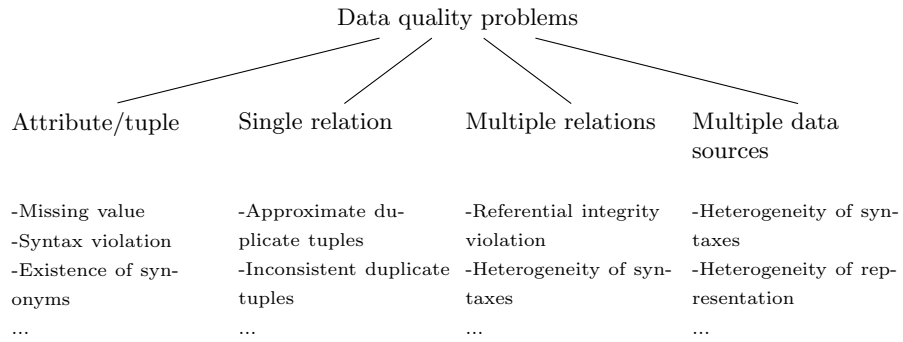 Data quality problems
Attribute/tuple
Single relation
Multiple relations
Multiple data
sources
-Missing value
-Syntax violation
-Existence of syn-
onyms
...
-Approximate du-
plicate tuples
-Inconsistent duplicate
tuples
...
-Referential integrity
violation
-Heterogeneity of syn-
taxes
...
-Heterogeneity of syn-
taxes
-Heterogeneity of rep-
resentation
...